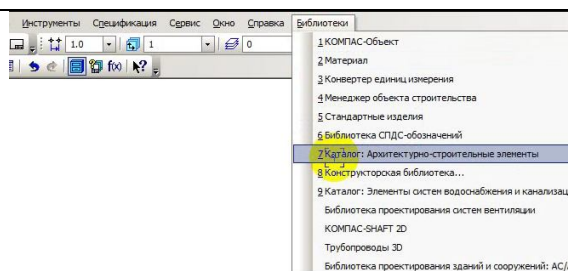 Инструменты Спецификация Сервис Окно Справка Библиотеки
1.0 1 0
f(x)
1 КОМПАС-Объект
2 Материал
3 Конвертер единиц измерения
4 Менеджер объекта строительства
5 Стандартные изделия
6 Библиотека СПДС-обозначений
7 Каталог: Архитектурно-строительные элементы
8 Конструкторская библиотека...
9 Каталог: Элементы систем водоснабжения и канализац
Библиотека проектирования систем вентиляции
КОМПАС-SHAFT 2D
Трубопроводы 3D
Библиотека проектирования зданий и сооружений: АС/